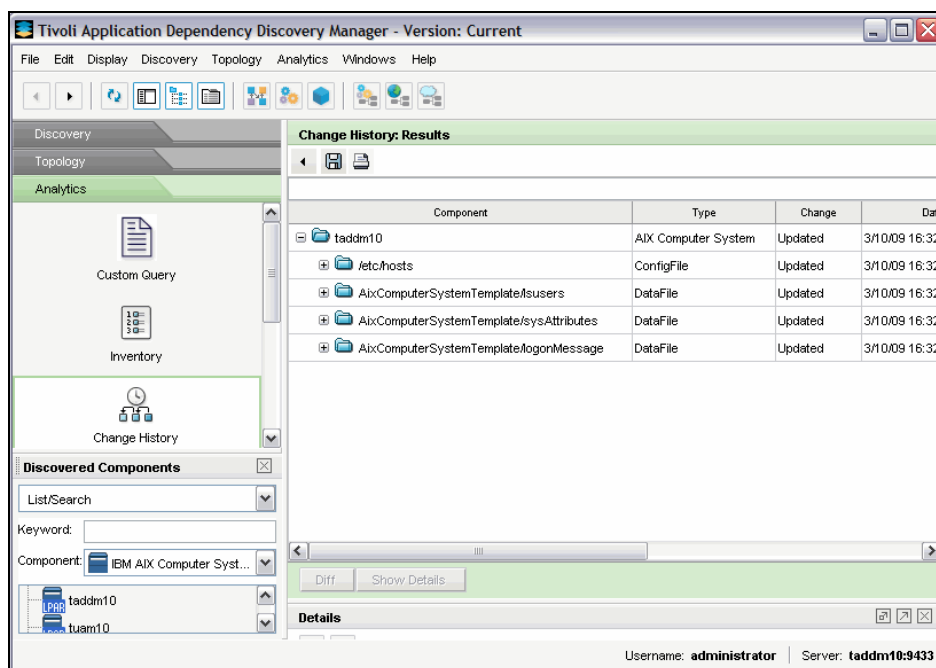 Tivoli Application Dependency Discovery Manager - Version: Current
File Edit Display Discovery Topology Analytics Windows Help
Discovery
Topology
Analytics
Custom Query
Inventory
Change History
Discovered Components
List/Search
Keyword:
Component: IBM AIX Computer Syst...
LPAR taddm10
tuam10
Change History: Results
Component Type Change Dat
taddm10 AIX Computer System Updated 3/10/09 16:32
/etc/hosts ConfigFile Updated 3/10/09 16:32
AixComputerSystemTemplate/lsusers DataFile Updated 3/10/09 16:32
AixComputerSystemTemplate/sysAttributes DataFile Updated 3/10/09 16:32
AixComputerSystemTemplate/logonMessage DataFile Updated 3/10/09 16:32
Diff Show Details
Details
Username: administrator Server: taddm10:9433